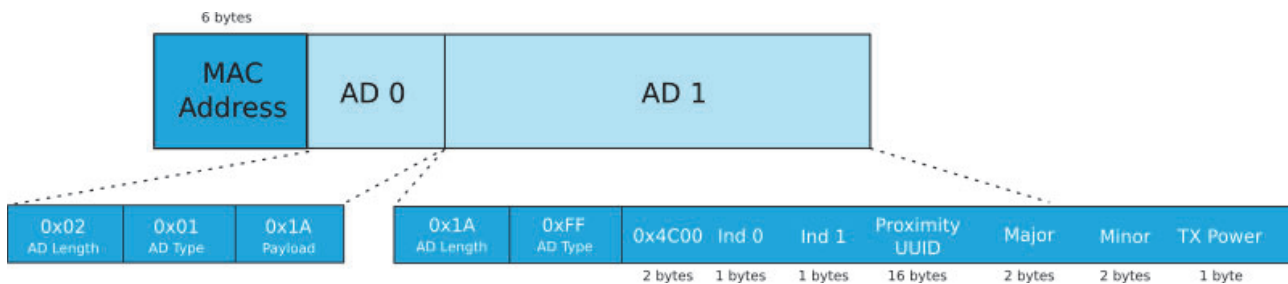 6 bytes
MAC
Address
AD 0
AD 1
0x02
AD Length
0x01
AD Type
0x1A
Payload
0x1A
AD Length
0xFF
AD Type
0x4C00
Ind 0
Ind 1
Proximity
UUID
Major
Minor
TX Power
2 bytes
1 bytes
1 bytes
16 bytes
2 bytes
2 bytes
1 byte